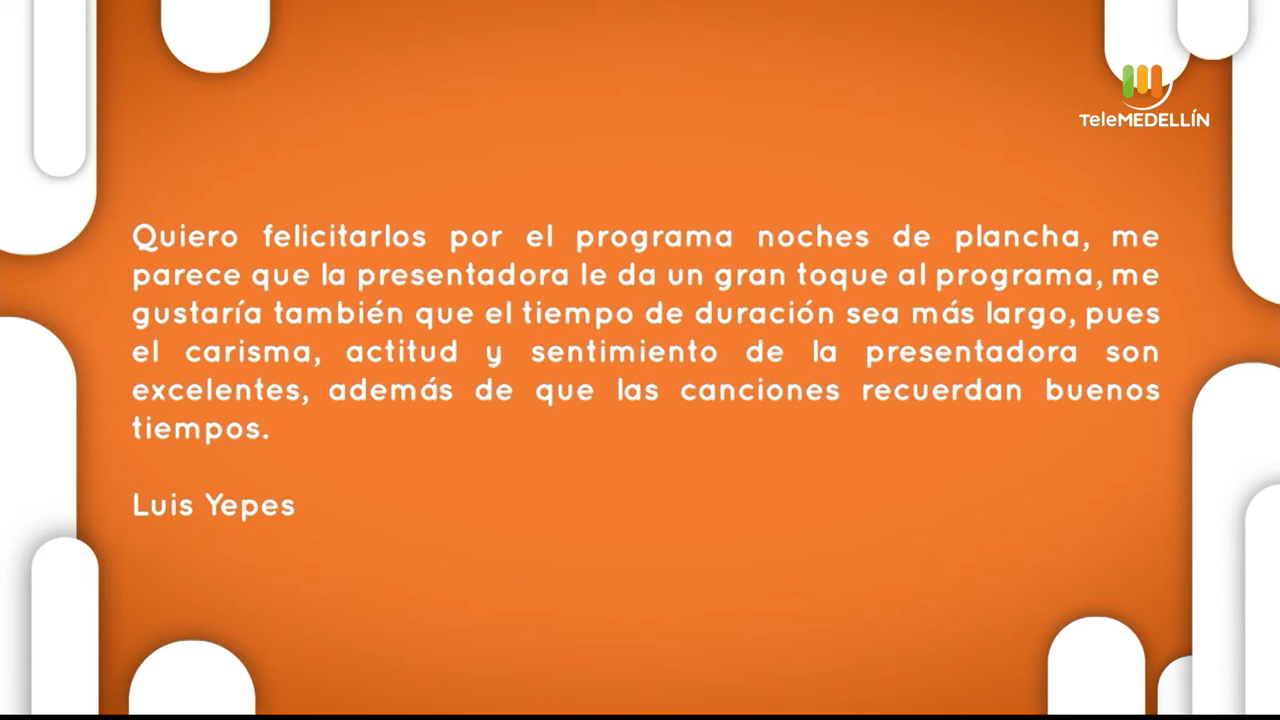 TeleMEDELLÍN
Quiero felicitarlos por el programa noches de plancha, me
parece que la presentadora le da un gran toque al programa, me
gustaría también que el tiempo de duración sea más largo, pues
el carisma, actitud y sentimiento de la presentadora son
excelentes, además de que las canciones recuerdan buenos
tiempos.
Luis Yepes